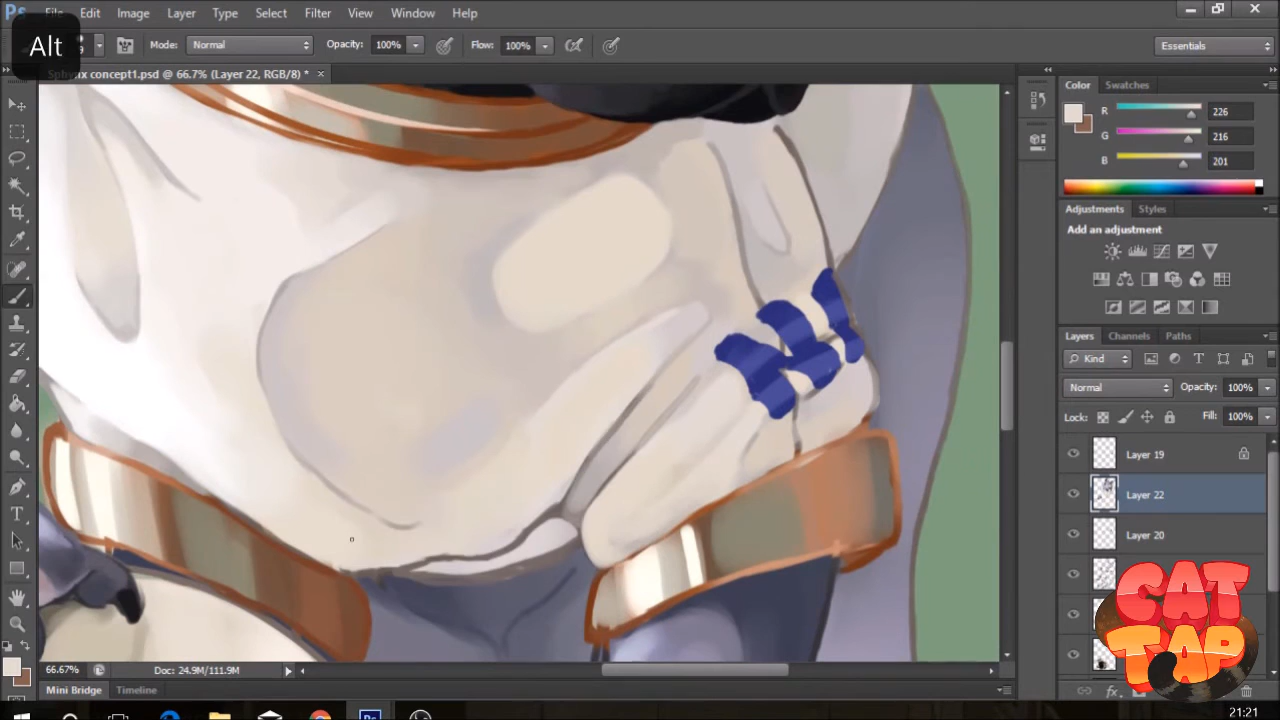 Ps File Edit Image Layer Type Select Filter View Window Help
Alt
Mode: Normal Opacity: 100% Flow: 100% Essentials
concept1.psd @ 66.7% (Layer 22, RGB/8) *
Color Swatches
R 226
G 216
B 201
Adjustments Styles
Add an adjustment
Layers Channels Paths
Kind
Normal Opacity: 100%
Lock: Fill: 100%
Layer 19
Layer 22
Layer 20
CAT
TAP
66.67% Doc: 24.9M/111.9M
Mini Bridge Timeline
21:21